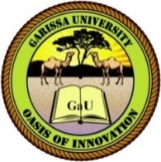 GARISSA UNIVERSITY
GaU
OASIS OF INNOVATION